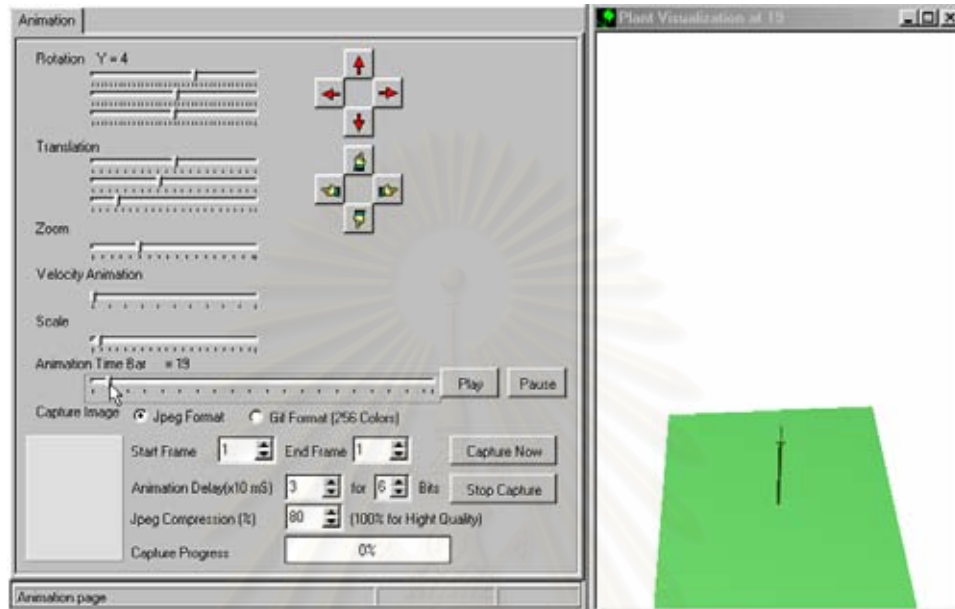 Animation
Plant Visualization at 19
Rotation Y = 4
Translation
Zoom
Velocity Animation
Scale
Animation Time Bar = 19
Play Pause
Capture Image Jpeg Format Gif Format (256 Colors)
Start Frame 1 End Frame 1 Capture Now
Animation Delay(x10 mS) 3 for 6 Bits Stop Capture
Jpeg Compression (%) 80 (100% for Hight Quality)
Capture Progress 0%
Animation page